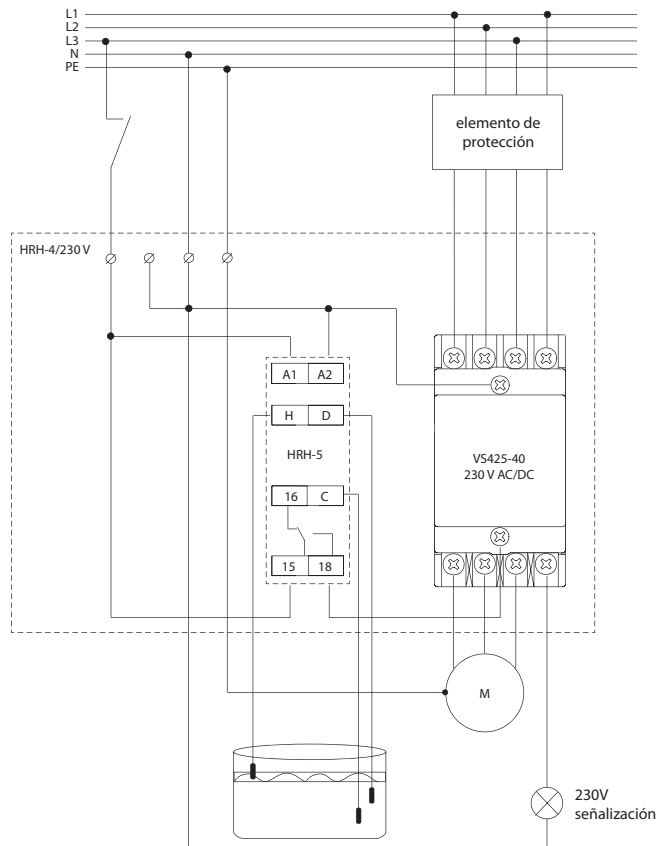 L1
L2
L3
N
PE
elemento de
protección
HRH-4/230 V
A1 A2
H D
HRH-5
VS425-40
230 V AC/DC
16 C
15 18
M
230V
señalización